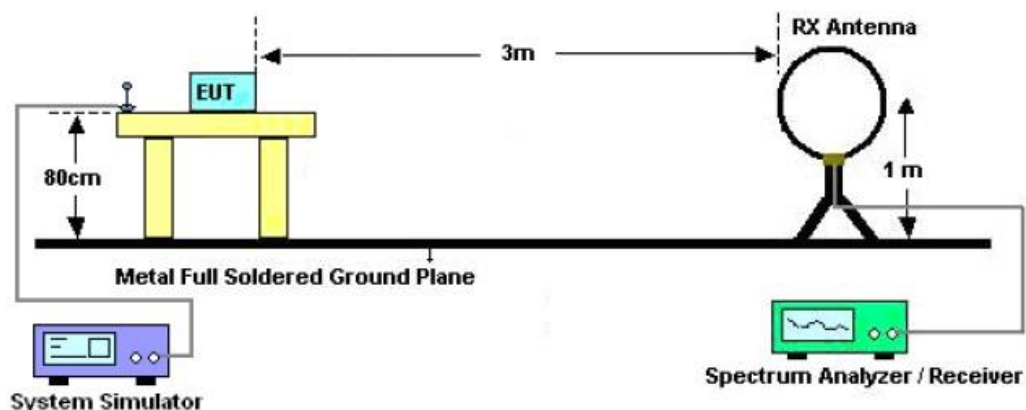 RX Antenna
3m
EUT
80cm
1 m
Metal Full Soldered Ground Plane
System Simulator
Spectrum Analyzer / Receiver